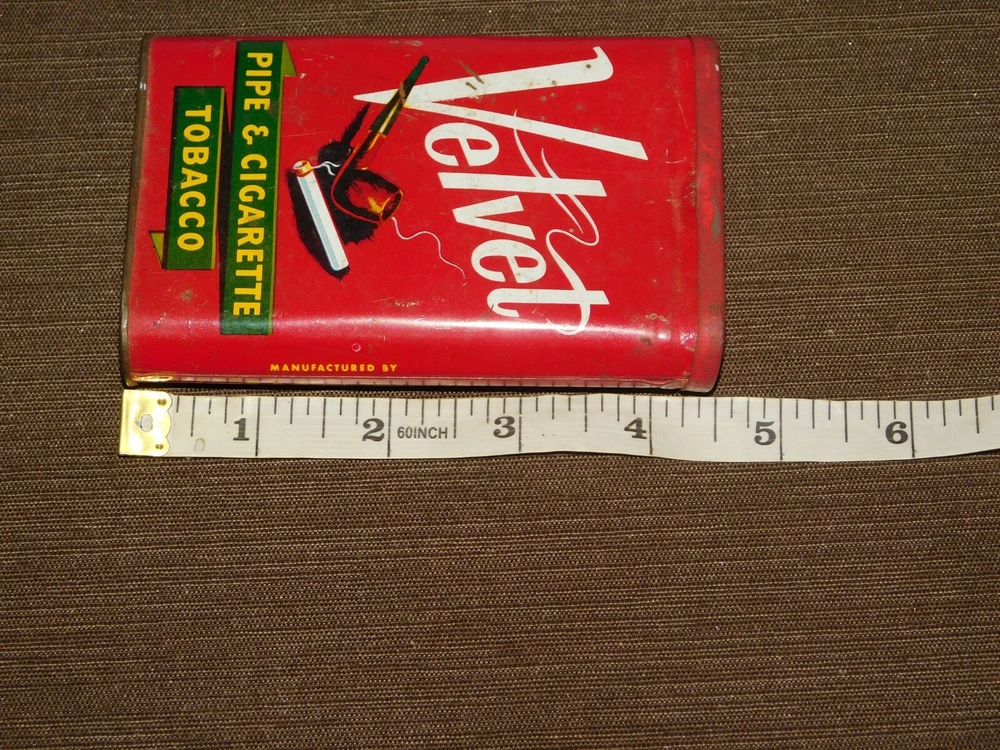 Velvet
PIPE & CIGARETTE
TOBACCO
MANUFACTURED BY
1 2 60INCH 3 4 5 6